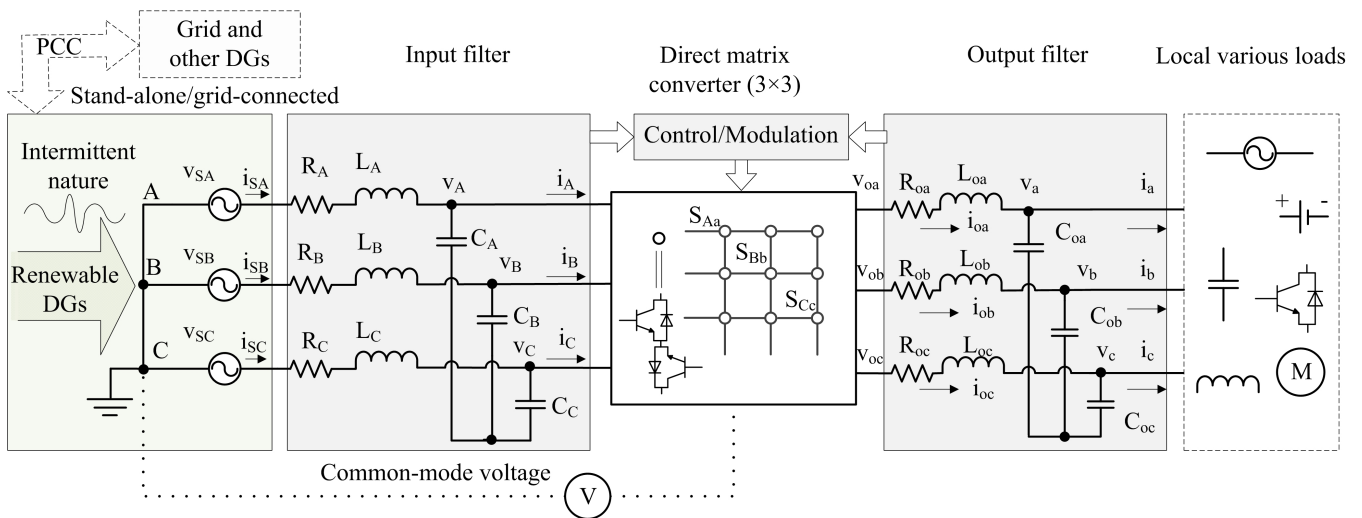 PCC
Grid and
other DGs
Stand-alone/grid-connected
Input filter
Direct matrix
converter (3×3)
Output filter
Local various loads
Control/Modulation
Intermittent
nature
Renewable
DGs
A
v_SA
i_SA
B
v_SB
i_SB
C
v_SC
i_SC
R_A
L_A
v_A
i_A
C_A
R_B
L_B
v_B
i_B
C_B
R_C
L_C
v_C
i_C
C_C
S_Aa
S_Bb
S_Cc
v_oa
R_oa
L_oa
i_oa
v_a
i_a
C_oa
v_ob
R_ob
L_ob
i_ob
v_b
i_b
C_ob
v_oc
R_oc
L_oc
i_oc
v_c
i_c
C_oc
+ -
M
Common-mode voltage
V